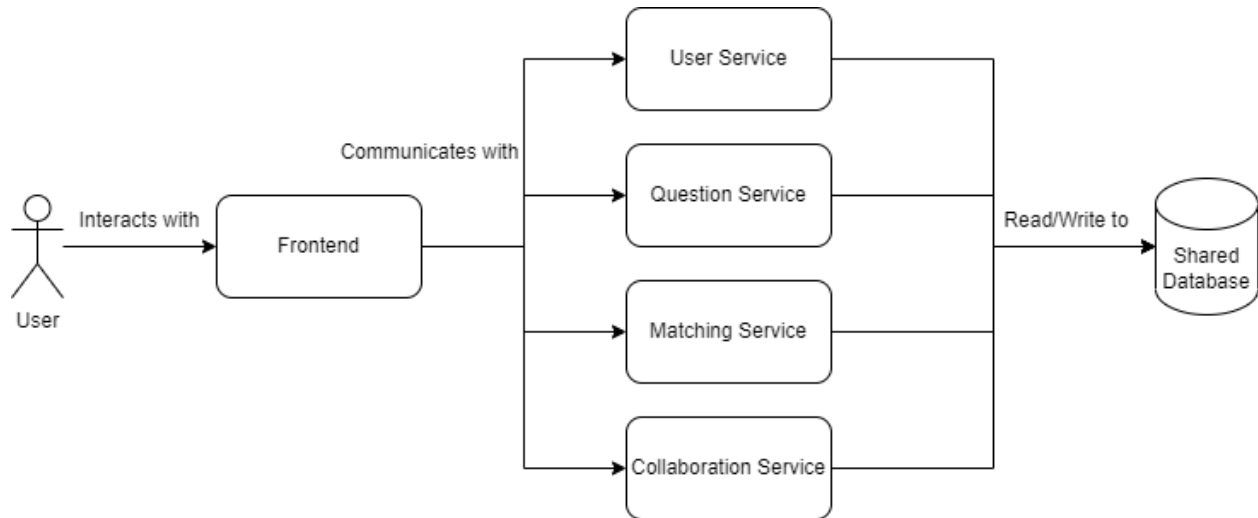 User Service
Communicates with
Question Service
Interacts with
Read/Write to
Frontend
Shared
Database
User
Matching Service
Collaboration Service